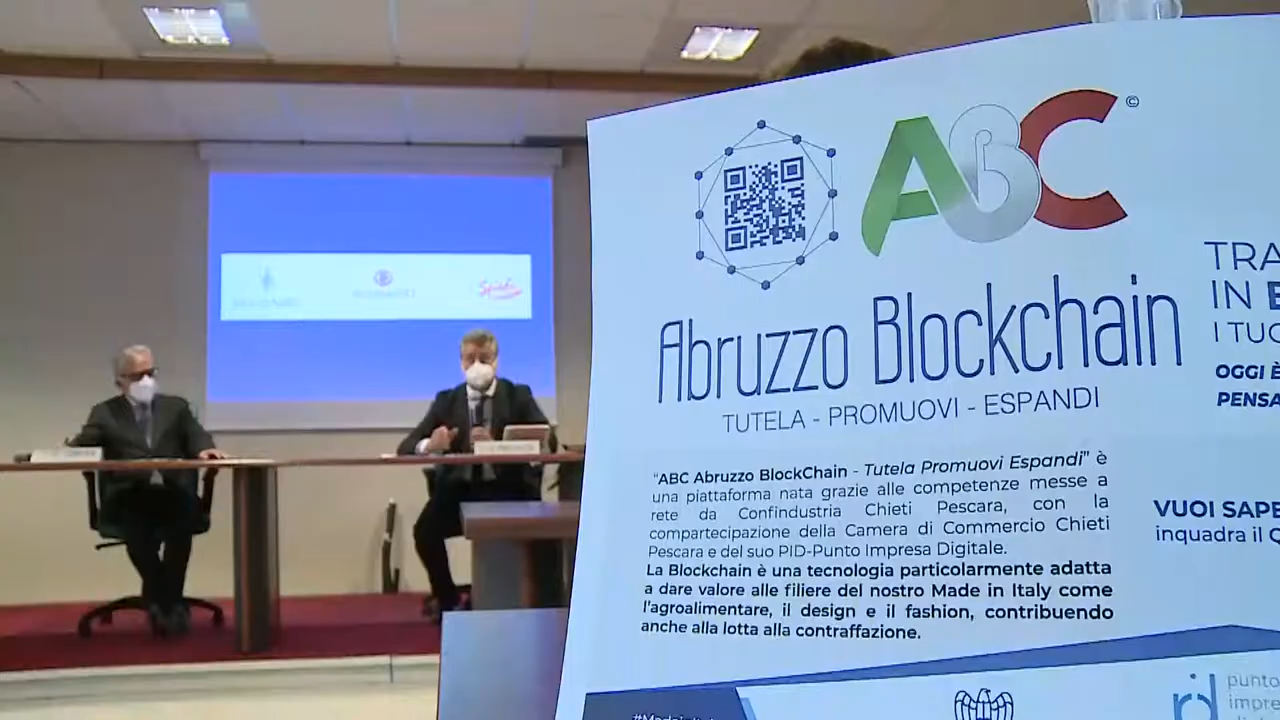 ABC©
Abruzzo Blockchain
TUTELA - PROMUOVI - ESPANDI
"ABC Abruzzo BlockChain - Tutela Promuovi Espandi" è
una piattaforma nata grazie alle competenze messe a
rete da Confindustria Chieti Pescara, con la
compartecipazione della Camera di Commercio Chieti
Pescara e del suo PID-Punto Impresa Digitale.
La Blockchain è una tecnologia particolarmente adatta
a dare valore alle filiere del nostro Made in Italy come
l'agroalimentare, il design e il fashion, contribuendo
anche alla lotta alla contraffazione.
TRA
IN
I TUO
OGGI È
PENSA
VUOI SAPE
inquadra il
punto
impre